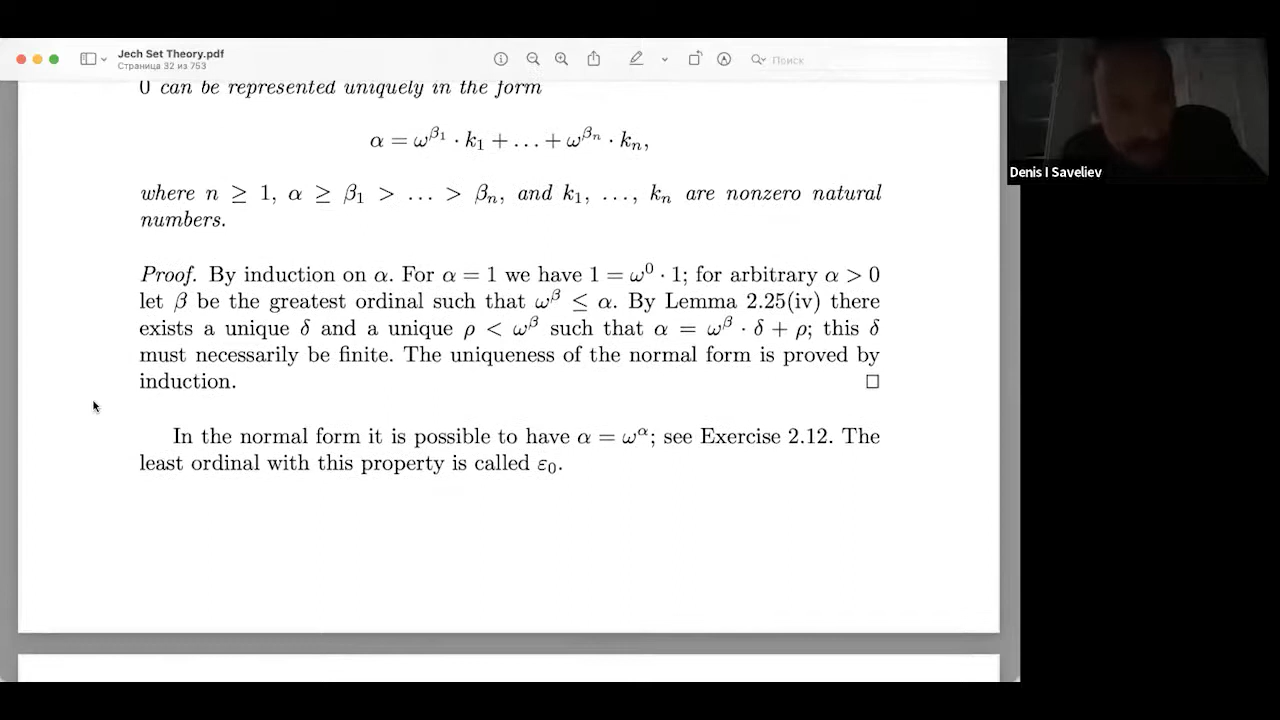 Jech Set Theory.pdf
Страница 32 из 753
Поиск
0 can be represented uniquely in the form
α = ω^{β_1} · k_1 + . . . + ω^{β_n} · k_n,
where n ≥ 1, α ≥ β_1 > . . . > β_n, and k_1, . . . , k_n are nonzero natural
numbers.
Proof. By induction on α. For α = 1 we have 1 = ω^0 · 1; for arbitrary α > 0
let β be the greatest ordinal such that ω^β ≤ α. By Lemma 2.25(iv) there
exists a unique δ and a unique ρ < ω^β such that α = ω^β · δ + ρ; this δ
must necessarily be finite. The uniqueness of the normal form is proved by
induction. □
In the normal form it is possible to have α = ω^α; see Exercise 2.12. The
least ordinal with this property is called ε_0.
Denis I Saveliev